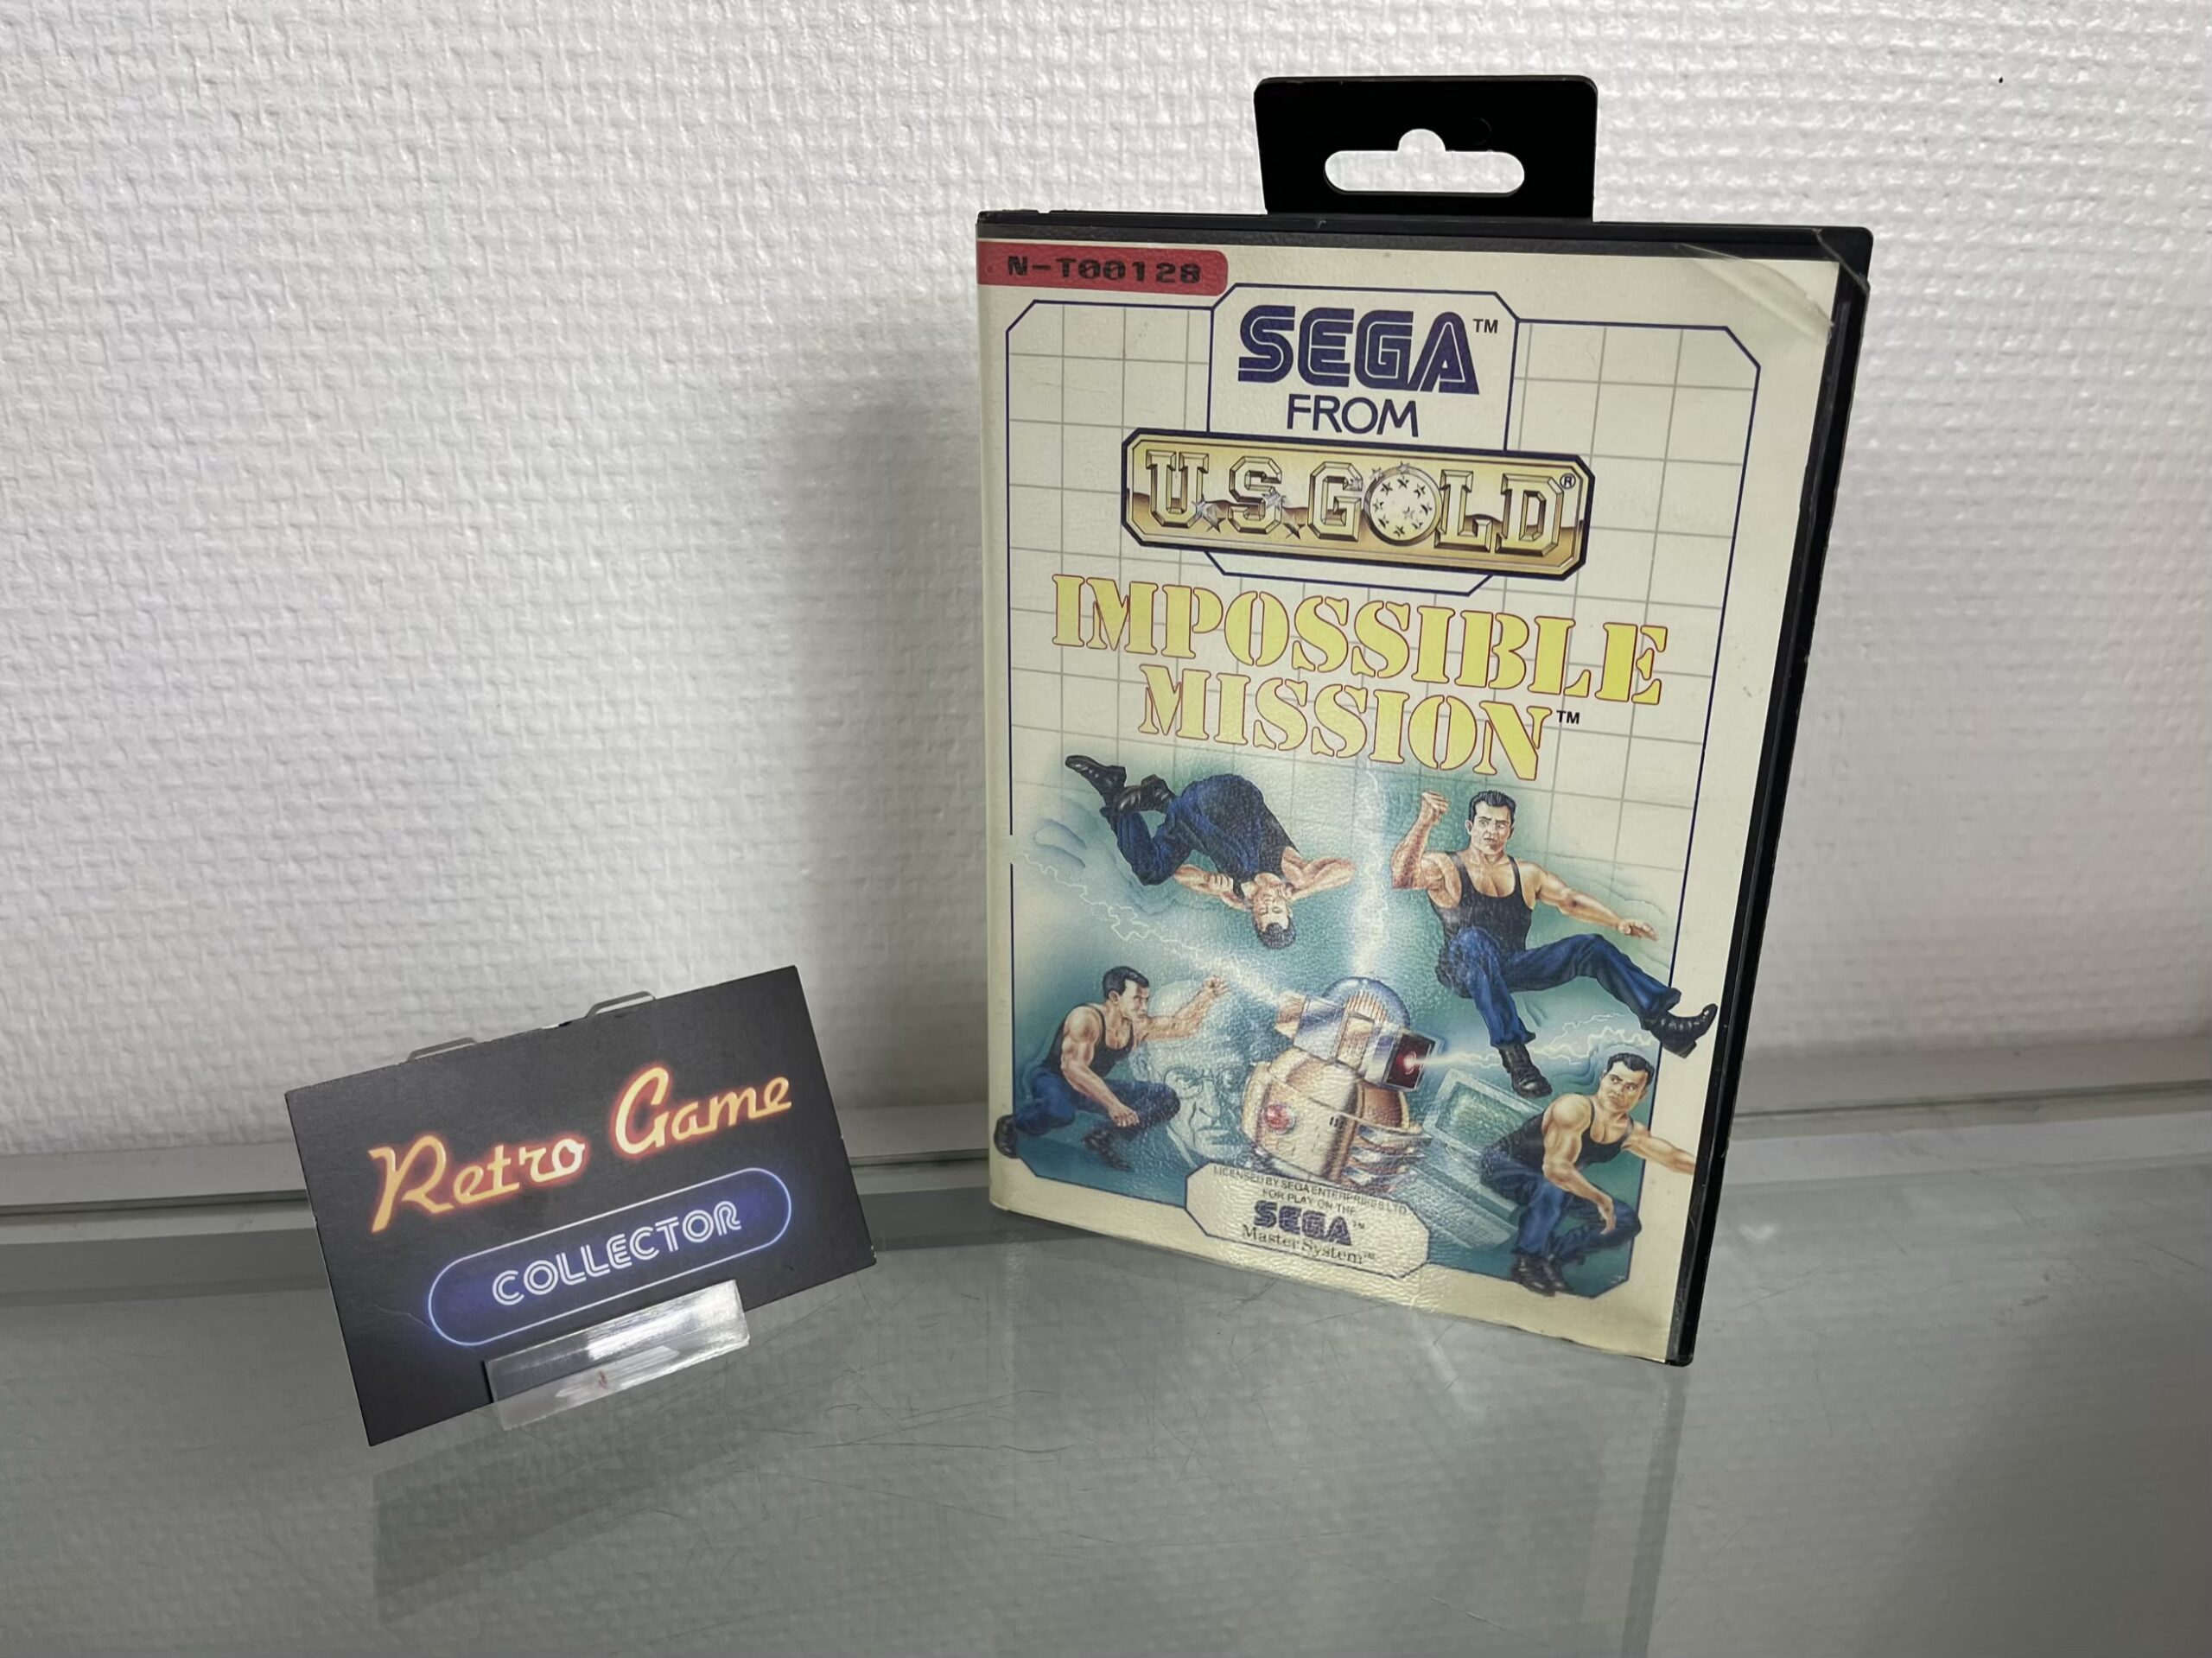 N-T00128
SEGA™
FROM
U.S.GOLD®
IMPOSSIBLE
MISSION™
LICENSED BY SEGA ENTERPRISES LTD.
FOR PLAY ON THE
SEGA™
Master System™
Retro Game
COLLECTOR